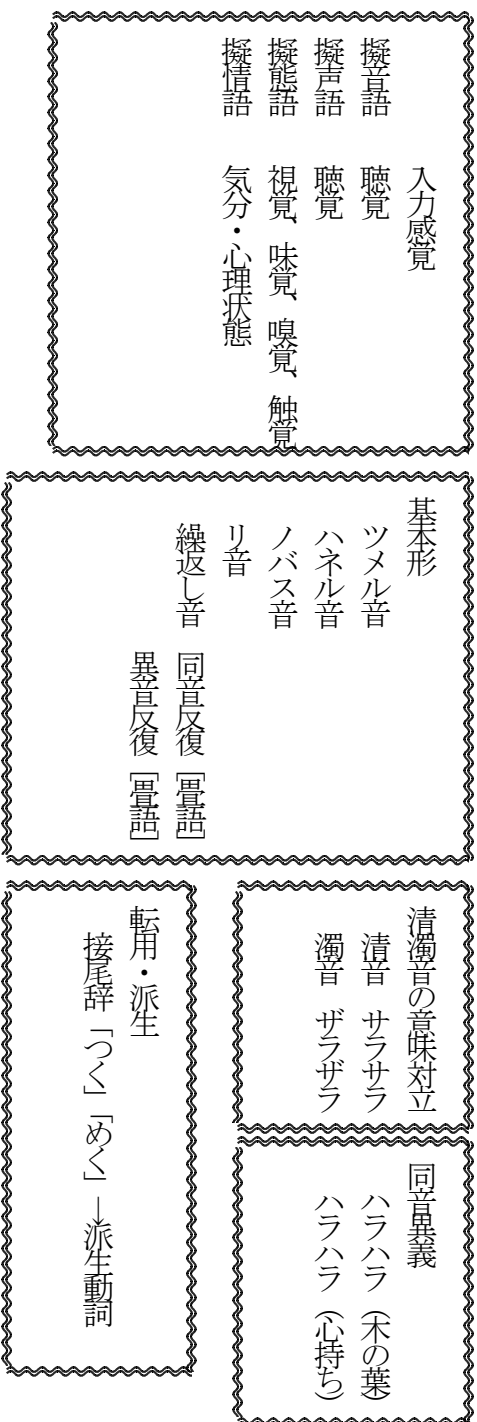 入力感覚
擬音語　聴覚
擬声語　聴覚
擬態語　視覚、味覚、嗅覚、触覚
擬情語　気分・心理状態
基本形
ツメル音
ハネル音
ノバス音
リ音
繰返し音　同音反復［畳語］
異音反復［畳語］
清濁音の意味対立
清音　サラサラ
濁音　ザラザラ
同音異義
ハラハラ（木の葉）
ハラハラ（心持ち）
転用・派生
接尾辞「つく」「めく」→派生動詞